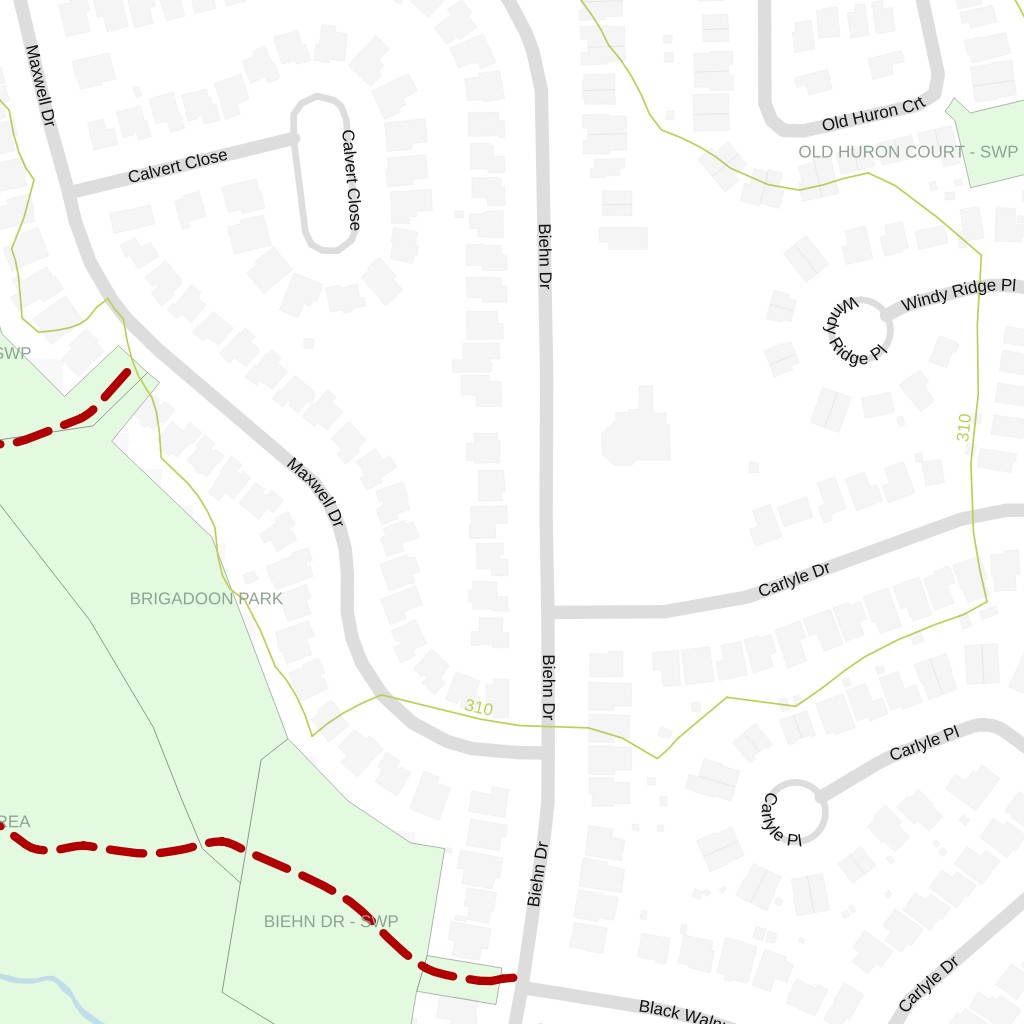 Maxwell Dr
Old Huron Crt
Calvert Close
Calvert Close
OLD HURON COURT - SWP
Biehn Dr
Windy Ridge Pl
Windy Ridge Pl
SWP
310
Maxwell Dr
Carlyle Dr
BRIGADOON PARK
Biehn Dr
310
Carlyle Pl
Carlyle Pl
Biehn Dr
BIEHN DR - SWP
Carlyle Dr
Black